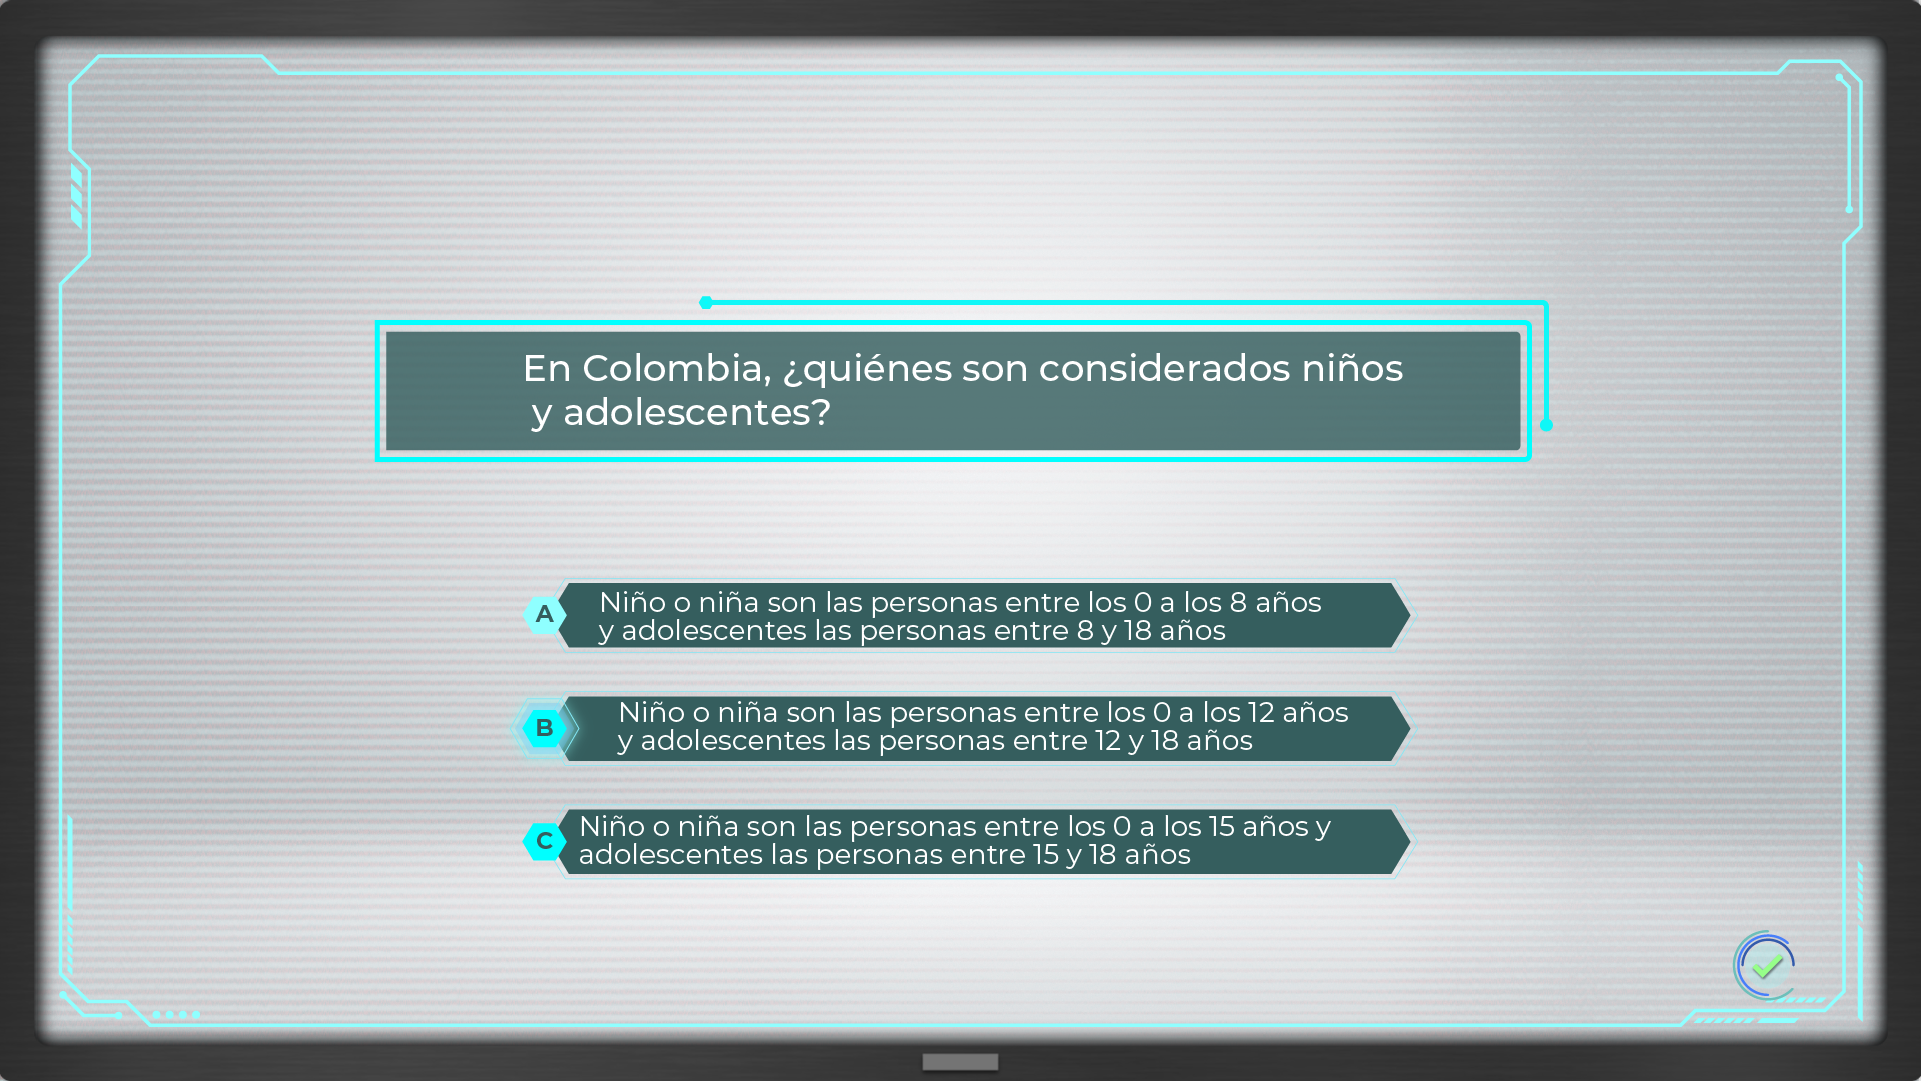 En Colombia, ¿quiénes son considerados niños
y adolescentes?
A
Niño o niña son las personas entre los 0 a los 8 años
y adolescentes las personas entre 8 y 18 años
B
Niño o niña son las personas entre los 0 a los 12 años
y adolescentes las personas entre 12 y 18 años
C
Niño o niña son las personas entre los 0 a los 15 años y
adolescentes las personas entre 15 y 18 años